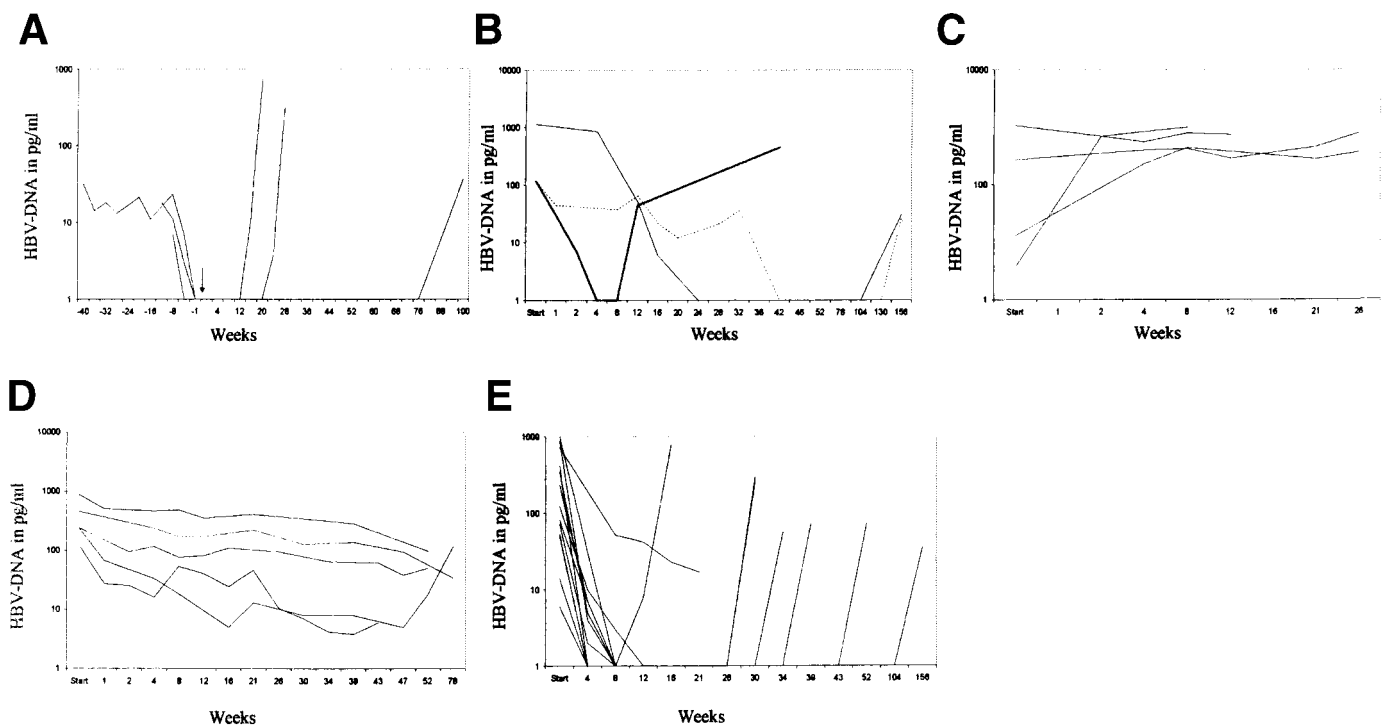 A
1000
100
10
1
HBV-DNA in pg/ml
-40 -32 -24 -16 -8 -1 4 12 20 28 36 44 52 60 68 76 100
Weeks
B
10000
1000
100
10
1
HBV-DNA in pg/ml
Start 1 2 4 8 12 16 20 24 28 32 36 42 46 52 78 104 130 156
Weeks
C
10000
100
1
HBV-DNA in pg/ml
Start 1 2 4 8 12 16 21 26
Weeks
D
10000
1000
100
10
1
HBV-DNA in pg/ml
Start 1 2 4 8 12 16 21 26 30 34 39 43 47 52 78
Weeks
E
1000
100
10
1
HBV-DNA in pg/ml
Start 4 8 12 16 21 26 30 34 39 43 52 104 156
Weeks